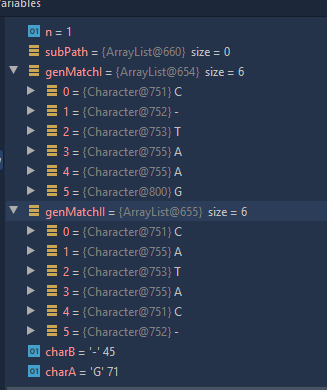 ariables
n = 1
subPath = {ArrayList@660} size = 0
genMatchI = {ArrayList@654} size = 6
0 = {Character@751} C
1 = {Character@752} -
2 = {Character@753} T
3 = {Character@755} A
4 = {Character@755} A
5 = {Character@800} G
genMatchII = {ArrayList@655} size = 6
0 = {Character@751} C
1 = {Character@755} A
2 = {Character@753} T
3 = {Character@755} A
4 = {Character@751} C
5 = {Character@752} -
charB = '-' 45
charA = 'G' 71